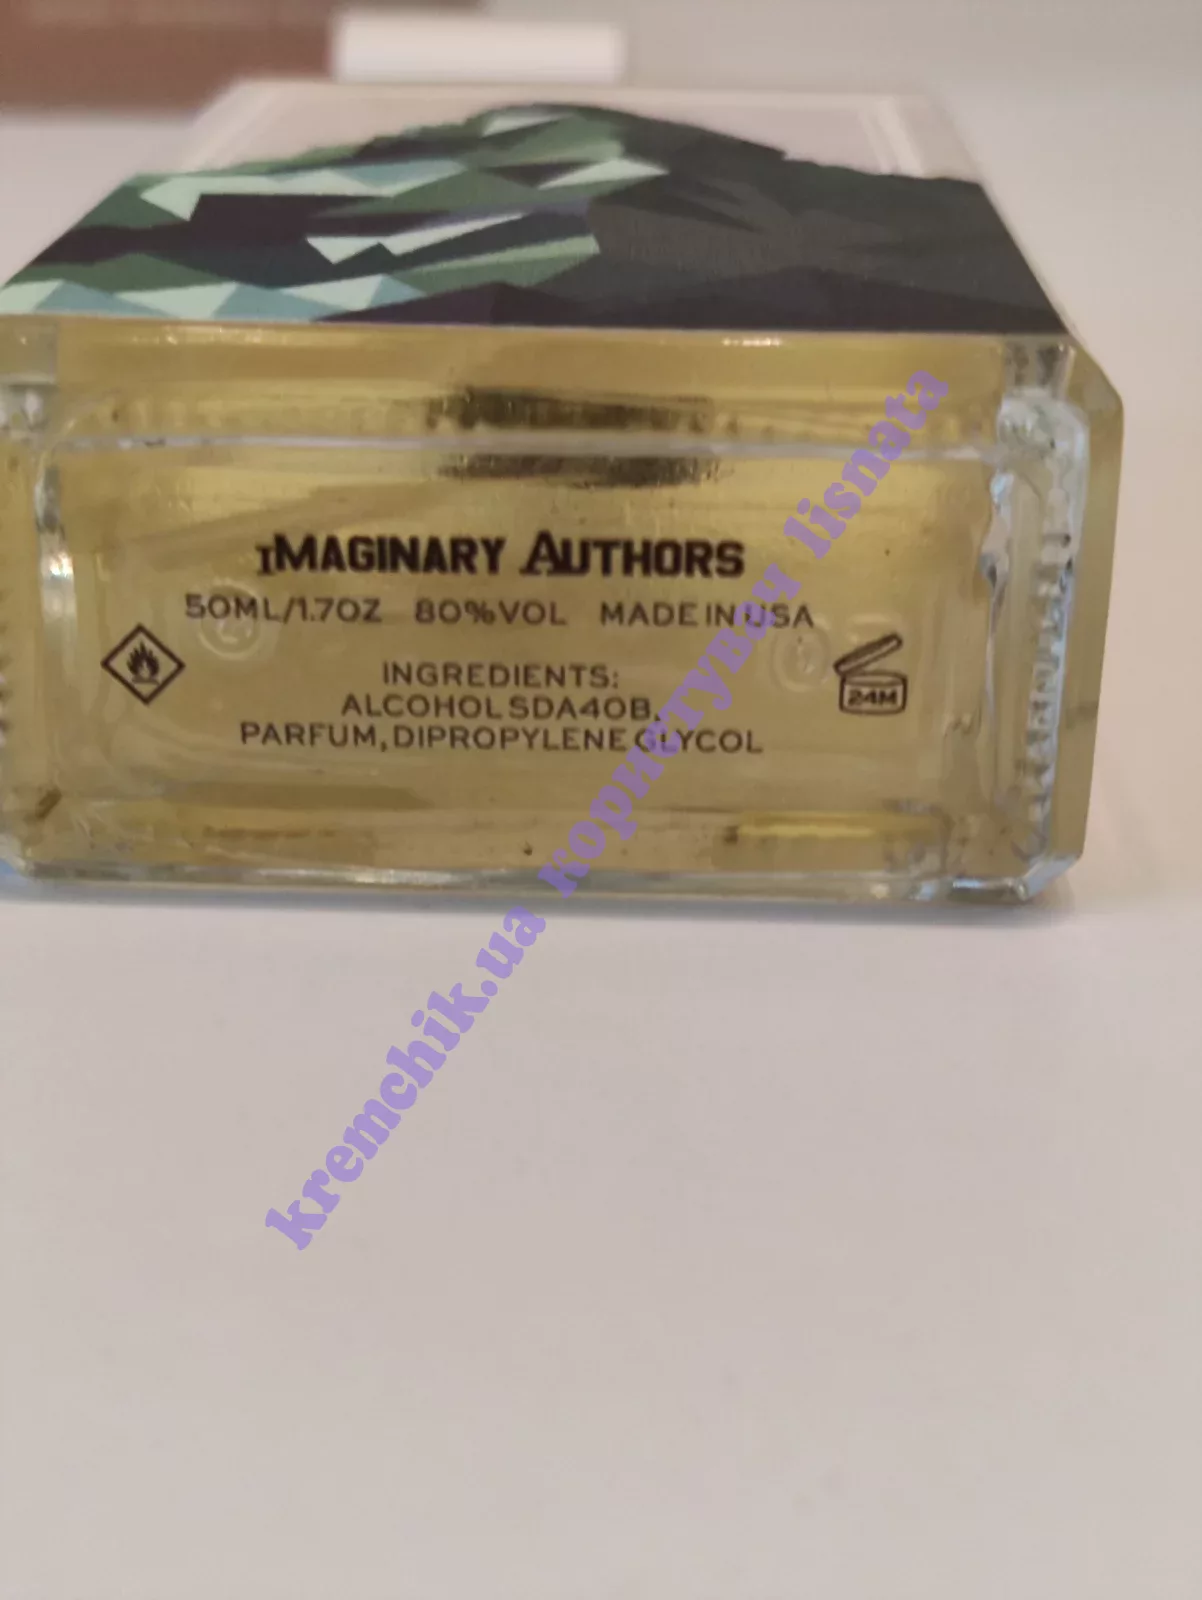 IMAGINARY AUTHORS
50ML/1.7OZ 80%VOL MADE IN USA
INGREDIENTS:
ALCOHOL SDA40B,
PARFUM, DIPROPYLENE GLYCOL
24M
kremchik.ua користувач lisnata